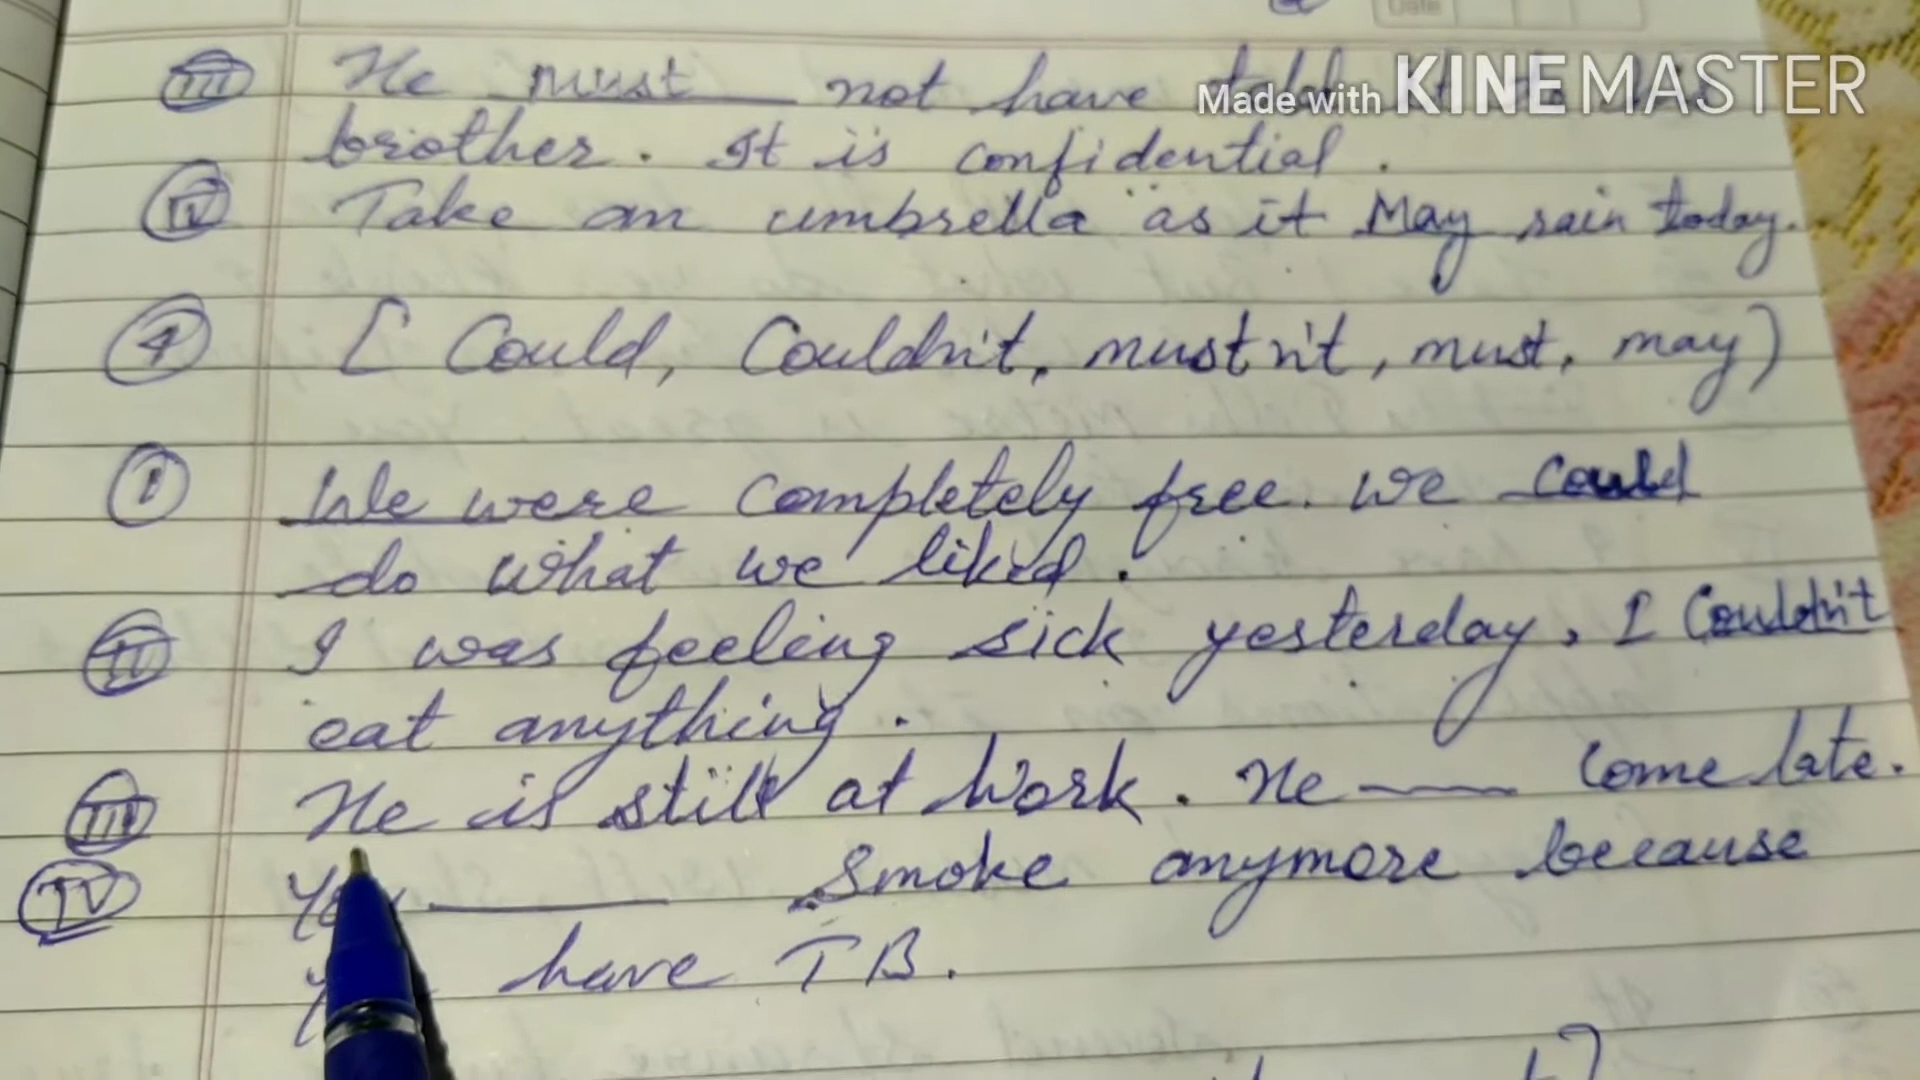 Date
Made with KINEMASTER
III He must not have
brother. It is confidential.
IV Take an umbrella as it May rain today.
4 [ Could, Couldn't, mustn't, must, may)
I We were completely free. we could
do what we liked.
II I was feeling sick yesterday, I Couldn't
eat anything.
III He is still at work. He ___ come late.
IV You ___ smoke anymore because
have TB.